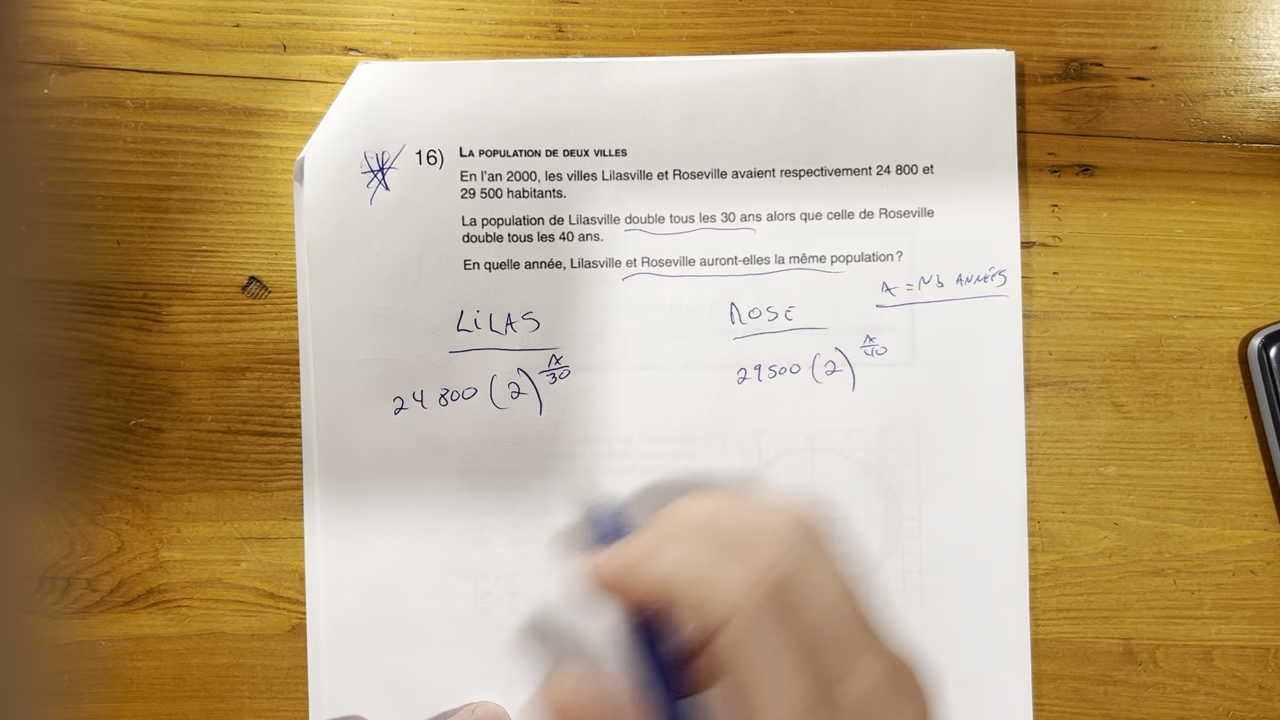 16) LA POPULATION DE DEUX VILLES
En l'an 2000, les villes Lilasville et Roseville avaient respectivement 24 800 et
29 500 habitants.
La population de Lilasville double tous les 30 ans alors que celle de Roseville
double tous les 40 ans.
En quelle année, Lilasville et Roseville auront-elles la même population ?
A = NB ANNÉES
LILAS
ROSE
24 800 (2)^(A/30)
29500 (2)^(A/40)